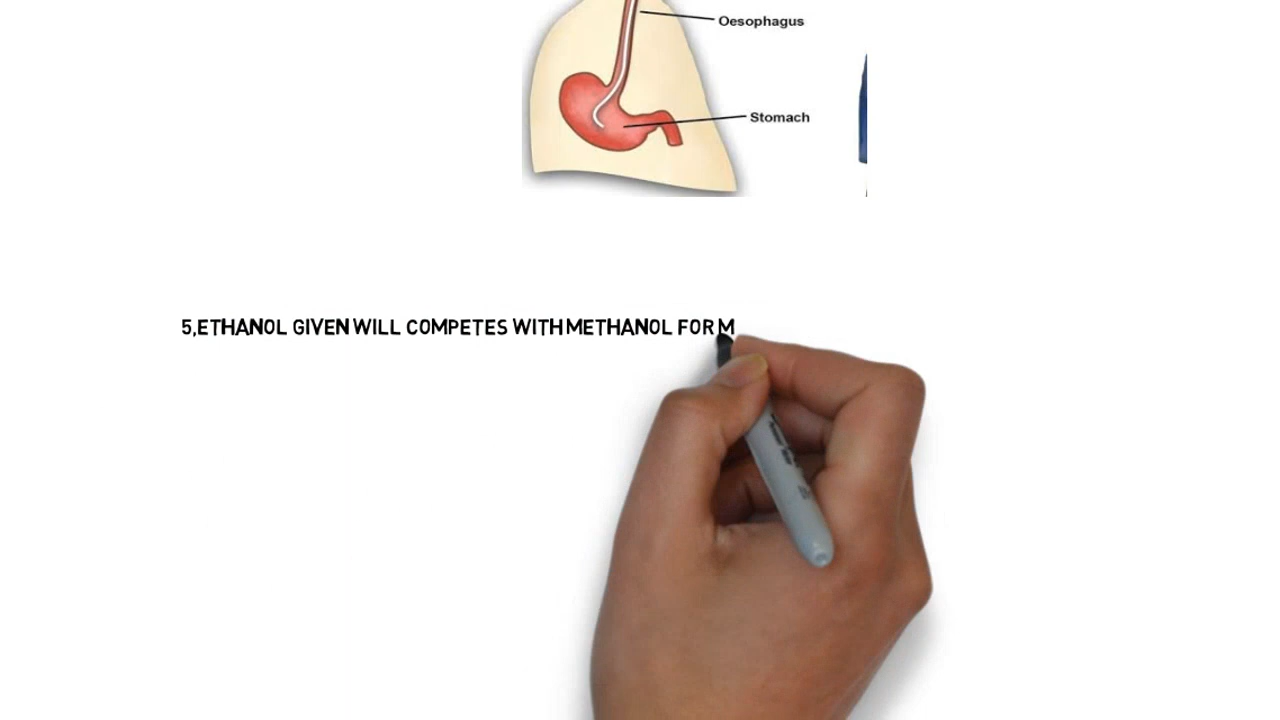 Oesophagus
Stomach
5,ETHANOL GIVEN WILL COMPETES WITH METHANOL FOR M